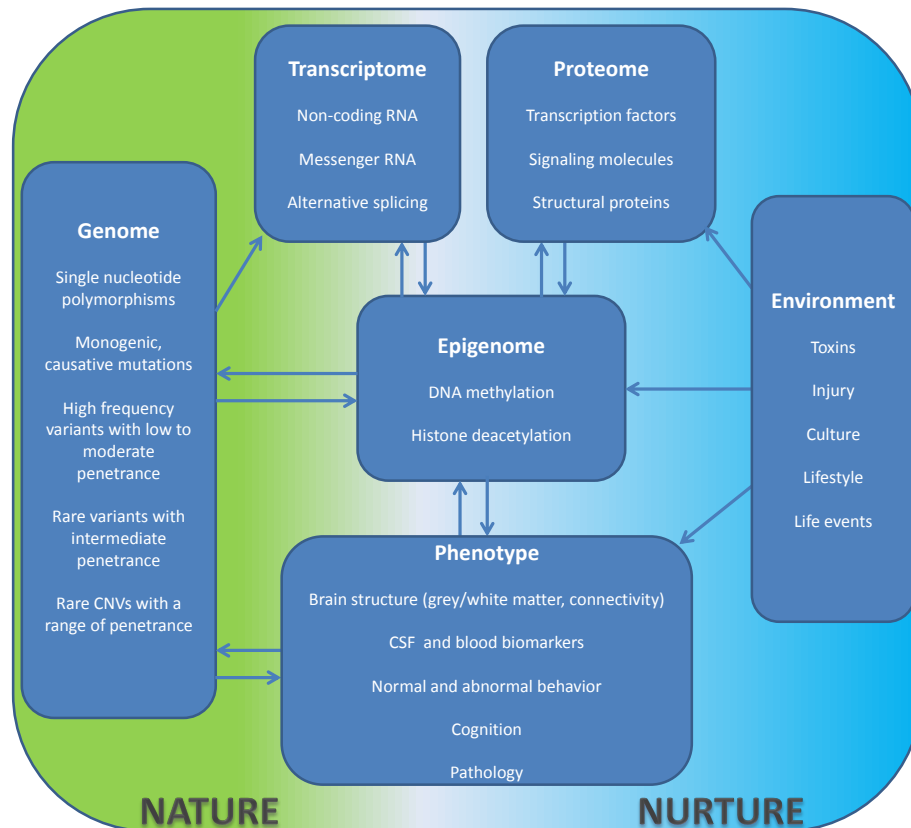 Transcriptome
Non-coding RNA
Messenger RNA
Alternative splicing
Proteome
Transcription factors
Signaling molecules
Structural proteins
Genome
Single nucleotide
polymorphisms
Monogenic,
causative mutations
High frequency
variants with low to
moderate
penetrance
Rare variants with
intermediate
penetrance
Rare CNVs with a
range of penetrance
Epigenome
DNA methylation
Histone deacetylation
Environment
Toxins
Injury
Culture
Lifestyle
Life events
Phenotype
Brain structure (grey/white matter, connectivity)
CSF and blood biomarkers
Normal and abnormal behavior
Cognition
Pathology
NATURE
NURTURE